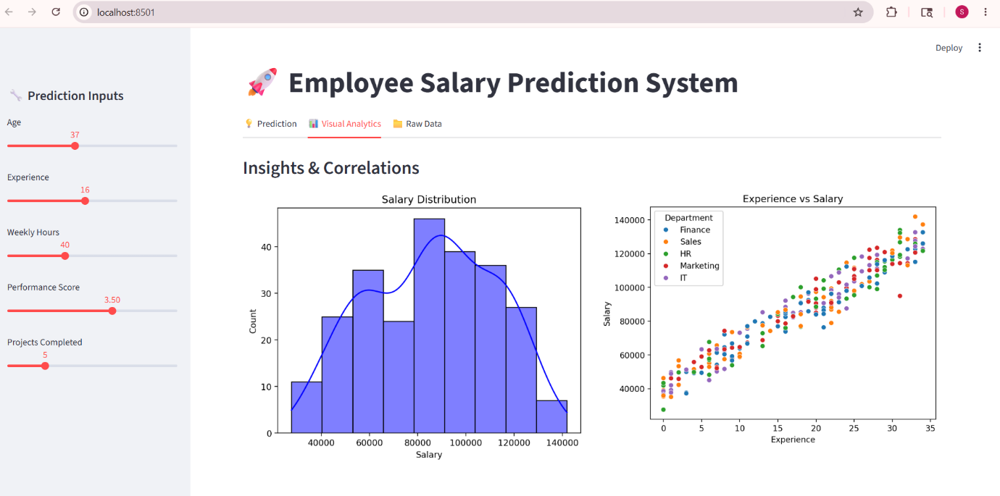 localhost:8501
S
Deploy
Prediction Inputs
Age
37
Experience
16
Weekly Hours
40
Performance Score
3.50
Projects Completed
5
Employee Salary Prediction System
Prediction Visual Analytics Raw Data
Insights & Correlations
Salary Distribution
Count
40
30
20
10
0
40000 60000 80000 100000 120000 140000
Salary
Experience vs Salary
Department
Finance
Sales
HR
Marketing
IT
Salary
140000
120000
100000
80000
60000
40000
0 5 10 15 20 25 30 35
Experience